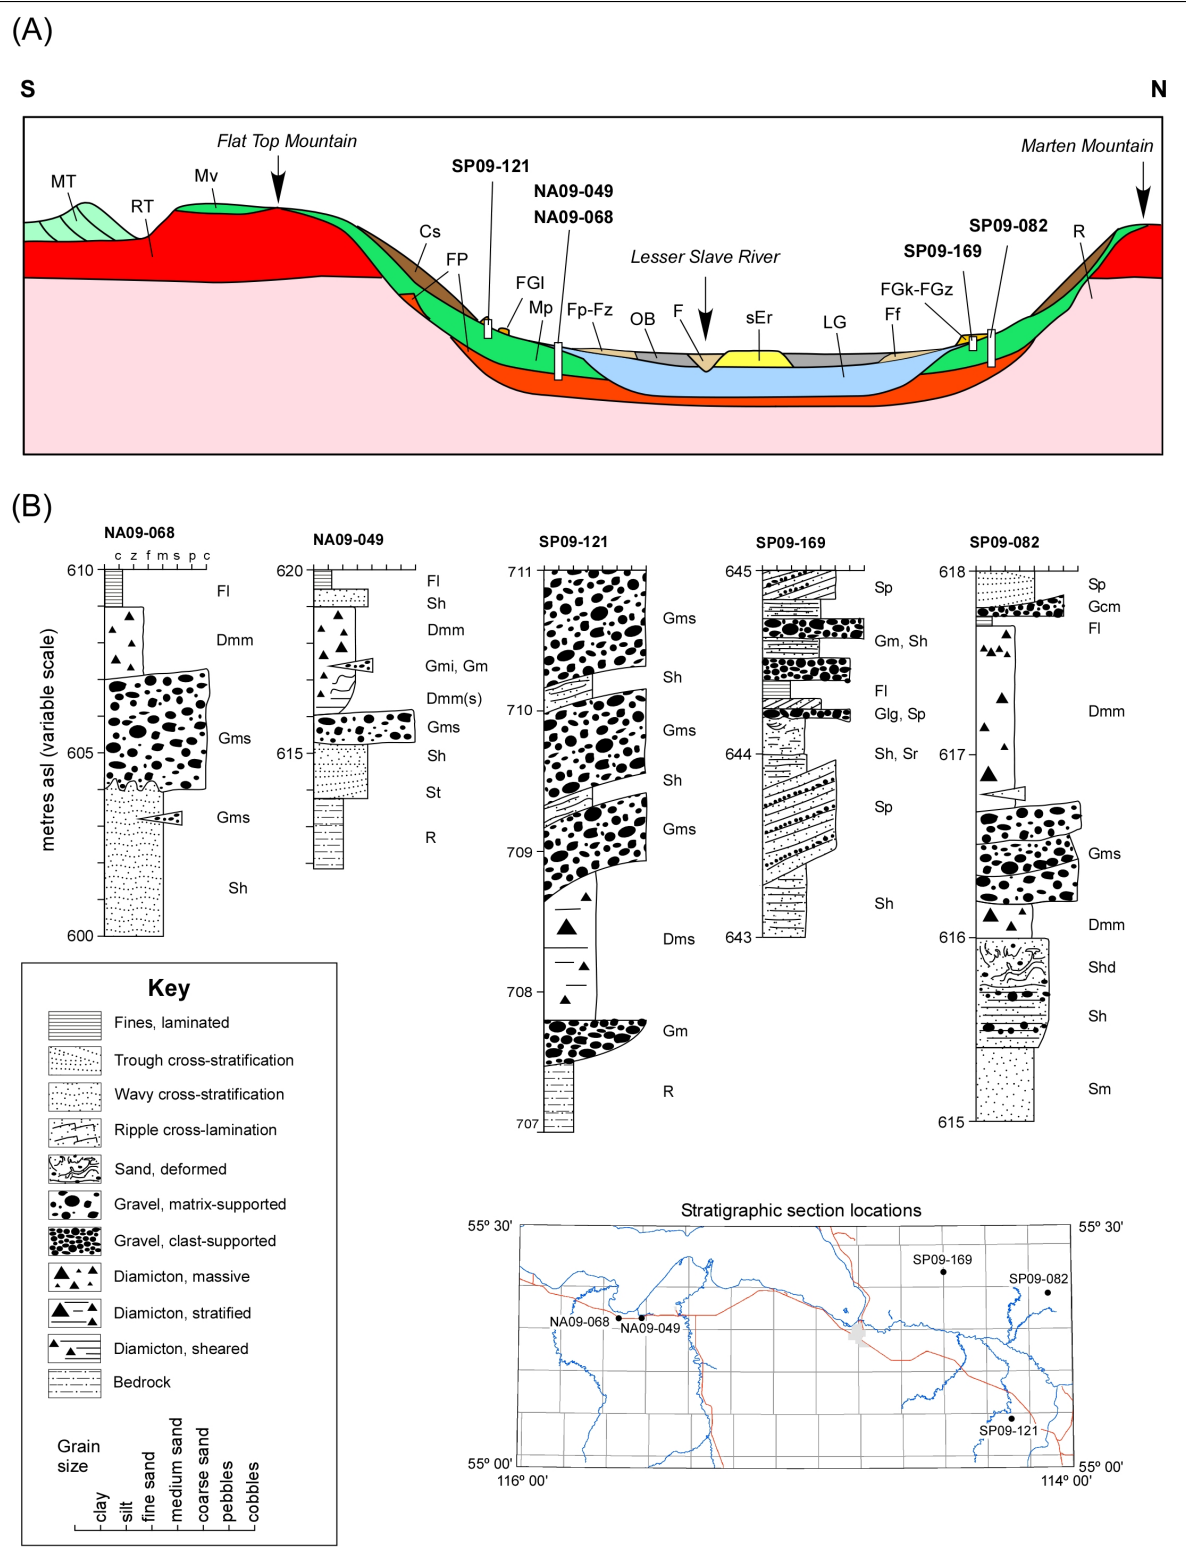 (A)
S
N
Flat Top Mountain
Marten Mountain
SP09-121
MT
Mv
NA09-049
RT
NA09-068
SP09-082
Cs
R
SP09-169
FP
Lesser Slave River
FGl
FGk-FGz
Mp
Fp-Fz
OB
F
sEr
LG
Ff
(B)
NA09-068
NA09-049
SP09-121
SP09-169
SP09-082
c z f m s p c
metres asl (variable scale)
610
605
600
Fl
Dmm
Gms
Gms
Sh
620
615
Fl
Sh
Dmm
Gmi, Gm
Dmm(s)
Gms
Sh
St
R
711
710
709
708
707
Gms
Sh
Gms
Sh
Gms
Dms
Gm
R
645
644
643
Sp
Gm, Sh
Fl
Glg, Sp
Sh, Sr
Sp
Sh
618
617
616
615
Sp
Gcm
Fl
Dmm
Gms
Dmm
Shd
Sh
Sm
Key
Fines, laminated
Trough cross-stratification
Wavy cross-stratification
Ripple cross-lamination
Sand, deformed
Gravel, matrix-supported
Gravel, clast-supported
Diamicton, massive
Diamicton, stratified
Diamicton, sheared
Bedrock
Grain
size
clay
silt
fine sand
medium sand
coarse sand
pebbles
cobbles
Stratigraphic section locations
55º 30'
55º 30'
SP09-169
SP09-082
NA09-068
NA09-049
SP09-121
55º 00'
55º 00'
116º 00'
114º 00'